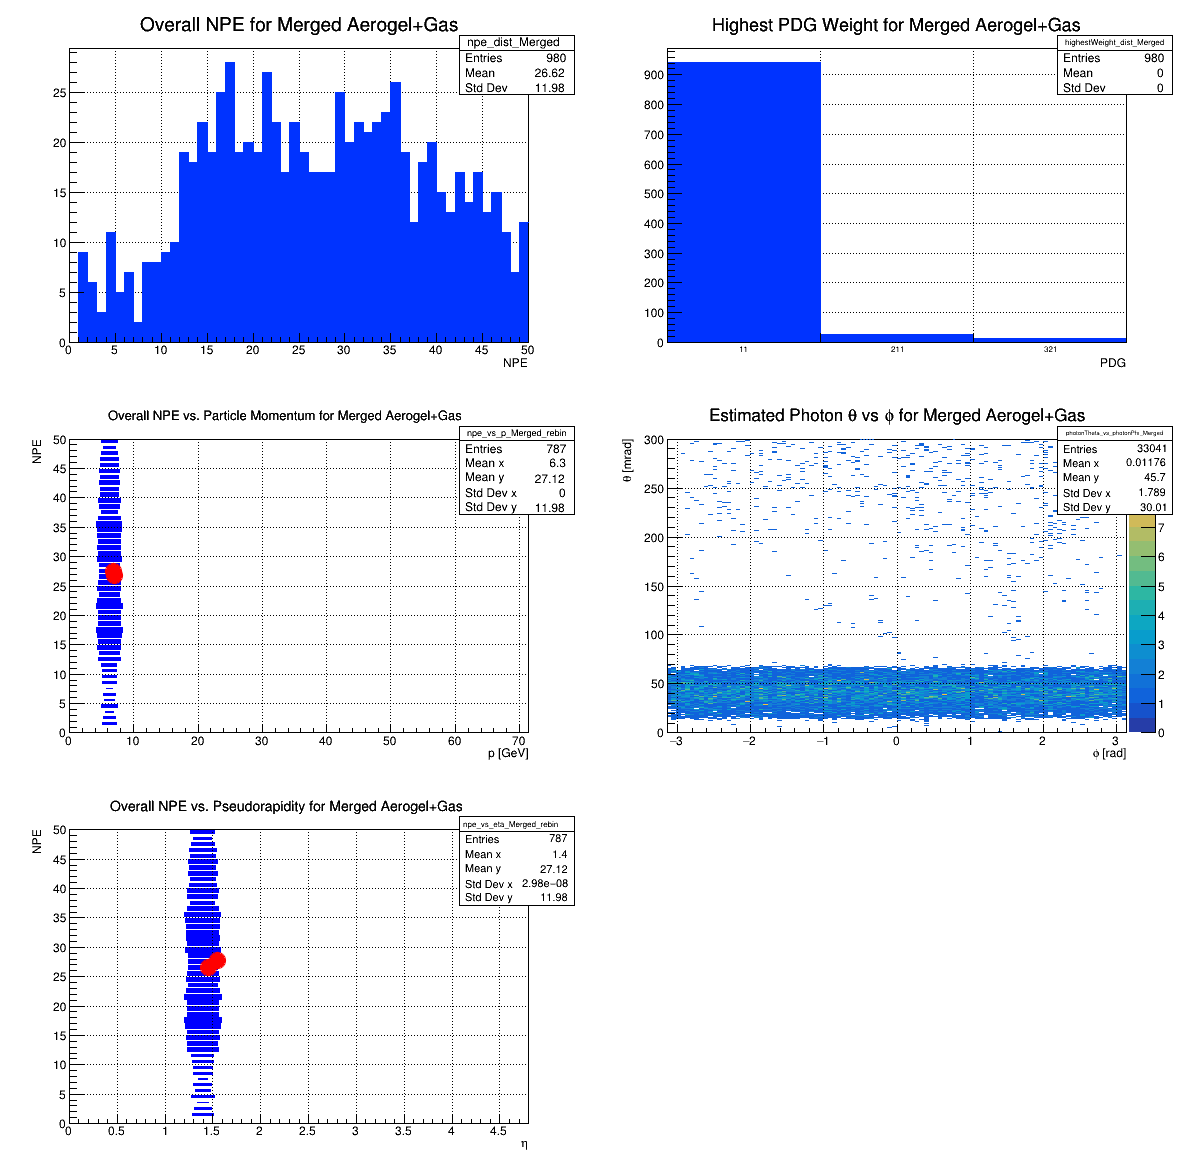 Overall NPE for Merged Aerogel+Gas
npe_dist_Merged
Entries 980
Mean 26.62
Std Dev 11.98
25
20
15
10
5
0
0 5 10 15 20 25 30 35 40 45 50
NPE
Highest PDG Weight for Merged Aerogel+Gas
highestWeight_dist_Merged
Entries 980
Mean 0
Std Dev 0
900
800
700
600
500
400
300
200
100
0
11 211 321
PDG
Overall NPE vs. Particle Momentum for Merged Aerogel+Gas
npe_vs_p_Merged_rebin
Entries 787
Mean x 6.3
Mean y 27.12
Std Dev x 0
Std Dev y 11.98
NPE
50
45
40
35
30
25
20
15
10
5
0
0 10 20 30 40 50 60 70
p [GeV]
Estimated Photon θ vs ϕ for Merged Aerogel+Gas
photonTheta_vs_photonPhi_Merged
Entries 33041
Mean x 0.01176
Mean y 45.7
Std Dev x 1.789
Std Dev y 30.01
θ [mrad]
300
250
200
150
100
50
0
−3 −2 −1 0 1 2 3
ϕ [rad]
7
6
5
4
3
2
1
0
Overall NPE vs. Pseudorapidity for Merged Aerogel+Gas
npe_vs_eta_Merged_rebin
Entries 787
Mean x 1.4
Mean y 27.12
Std Dev x 2.98e−08
Std Dev y 11.98
NPE
50
45
40
35
30
25
20
15
10
5
0
0 0.5 1 1.5 2 2.5 3 3.5 4 4.5
η